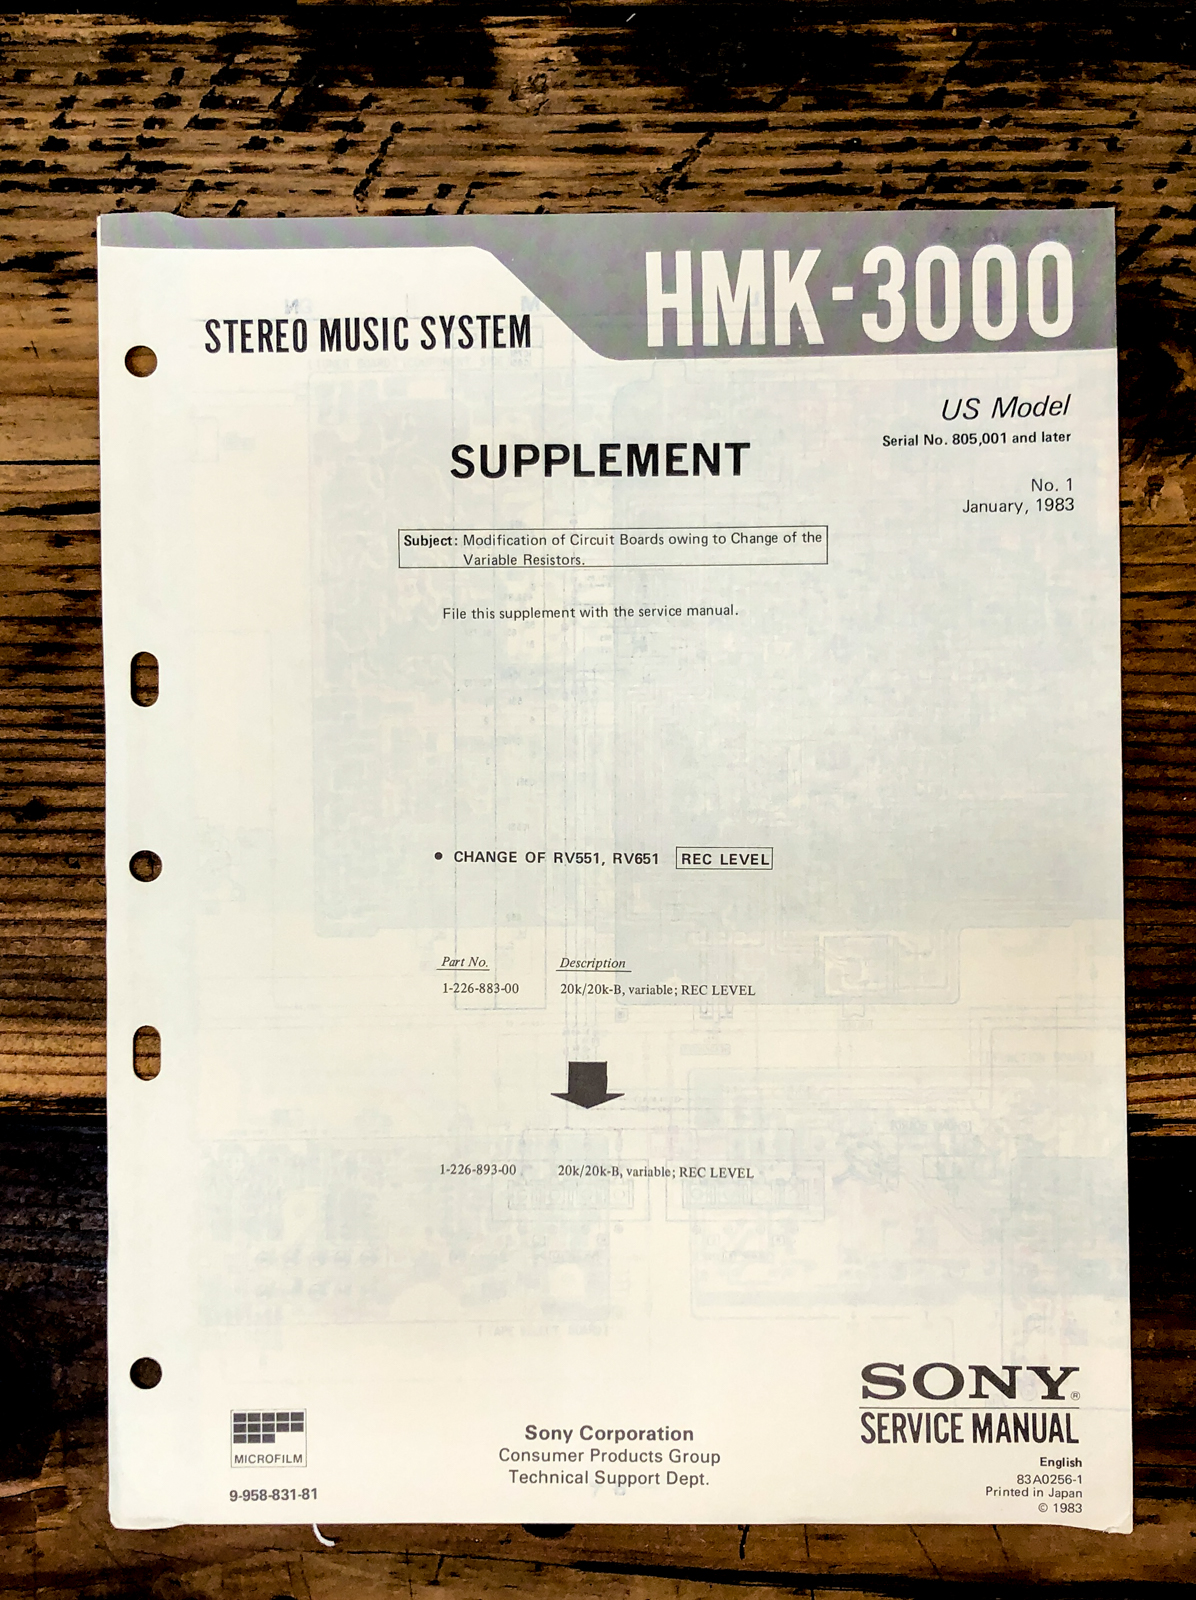 HMK-3000
STEREO MUSIC SYSTEM
US Model
Serial No. 805,001 and later
SUPPLEMENT
No. 1
January, 1983
Subject: Modification of Circuit Boards owing to Change of the
Variable Resistors.
File this supplement with the service manual.
● CHANGE OF RV551, RV651 REC LEVEL
Part No. Description
1-226-883-00 20k/20k-B, variable; REC LEVEL
1-226-893-00 20k/20k-B, variable; REC LEVEL
SONY®
SERVICE MANUAL
MICROFILM
9-958-831-81
Sony Corporation
Consumer Products Group
Technical Support Dept.
English
83A0256-1
Printed in Japan
© 1983